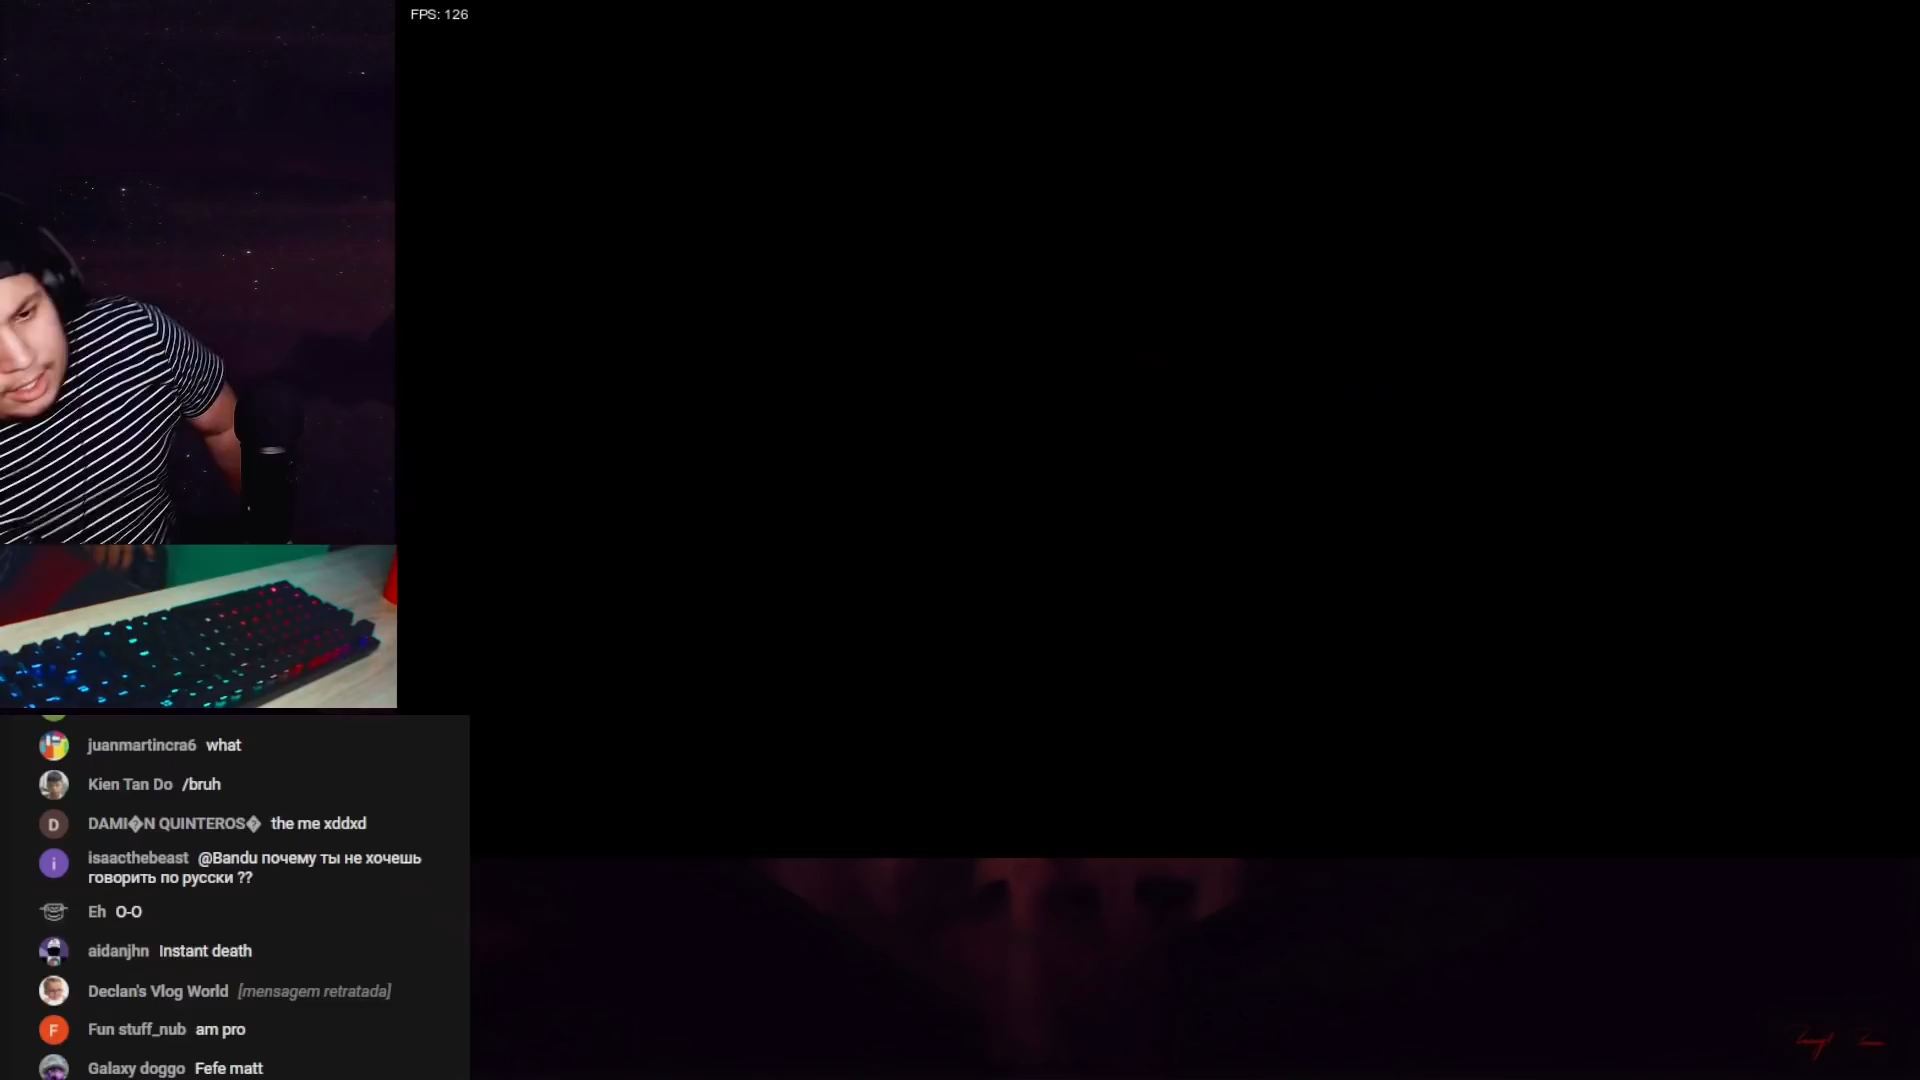 FPS: 126
juanmartincra6 what
Kien Tan Do /bruh
D DAMI�N QUINTEROS� the me xddxd
i isaacthebeast @Bandu почему ты не хочешь
говорить по русски ??
Eh O-O
aidanjhn Instant death
Declan's Vlog World [mensagem retratada]
F Fun stuff_nub am pro
Galaxy doggo Fefe matt